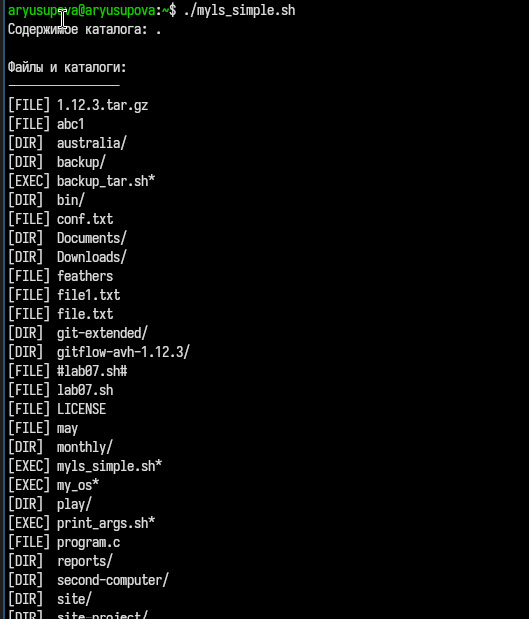 aryusupova@aryusupova:~$ ./myls_simple.sh
Содержимое каталога: .
Файлы и каталоги:
----------------
[FILE] 1.12.3.tar.gz
[FILE] abc1
[DIR]  australia/
[DIR]  backup/
[EXEC] backup_tar.sh*
[DIR]  bin/
[FILE] conf.txt
[DIR]  Documents/
[DIR]  Downloads/
[FILE] feathers
[FILE] file1.txt
[FILE] file.txt
[DIR]  git-extended/
[DIR]  gitflow-avh-1.12.3/
[FILE] #lab07.sh#
[FILE] lab07.sh
[FILE] LICENSE
[FILE] may
[DIR]  monthly/
[EXEC] myls_simple.sh*
[EXEC] my_os*
[DIR]  play/
[EXEC] print_args.sh*
[FILE] program.c
[DIR]  reports/
[DIR]  second-computer/
[DIR]  site/
[DIR]  site-project/